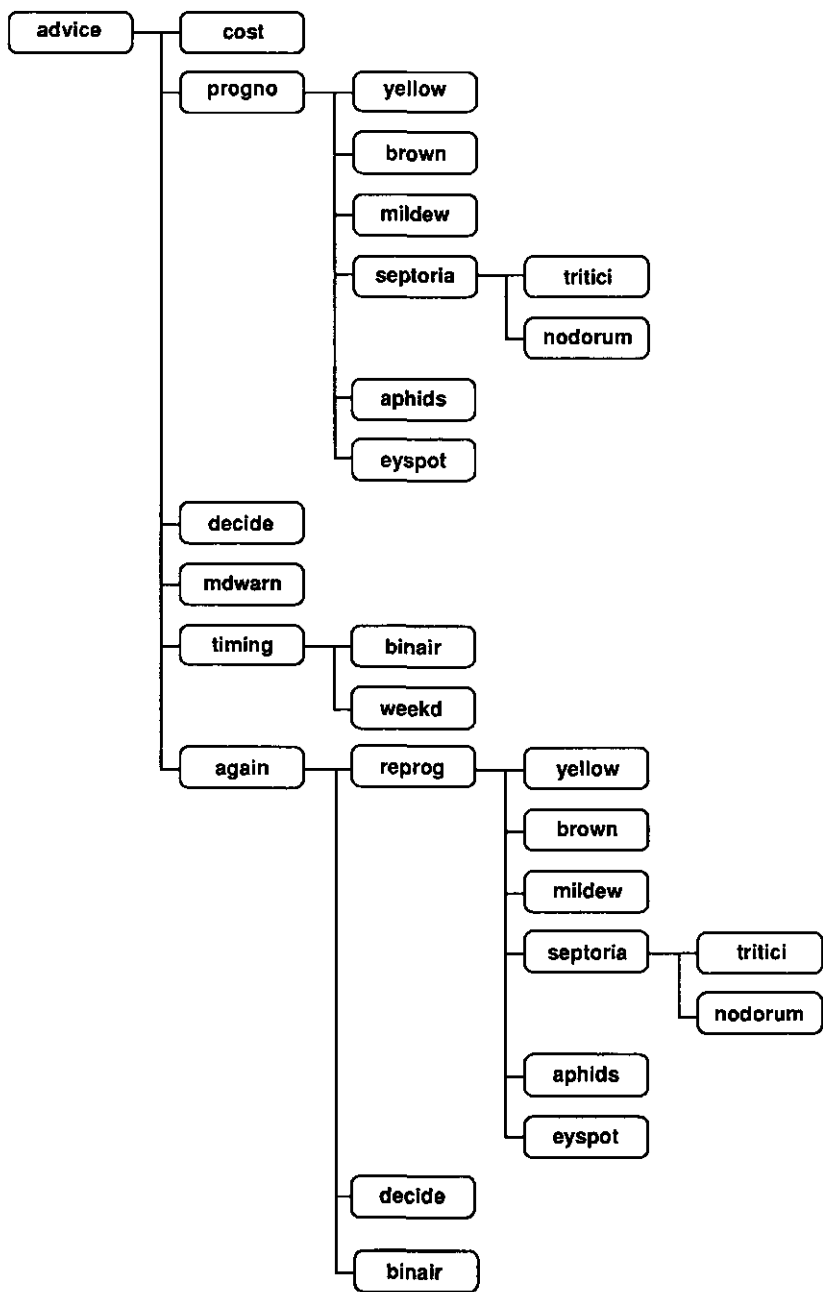 advice cost
progno yellow
brown
mildew
septoria tritici
nodorum
aphids
eyspot
decide
mdwarn
timing binair
weekd
again reprog yellow
brown
mildew
septoria tritici
nodorum
aphids
eyspot
decide
binair